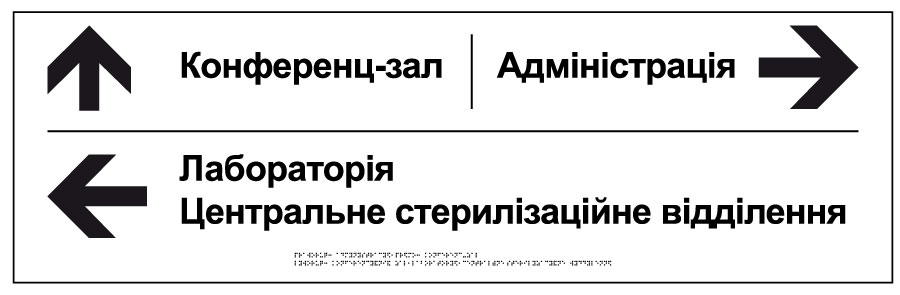 Конференц-зал
Адміністрація
Лабораторія
Центральне стерилізаційне відділення